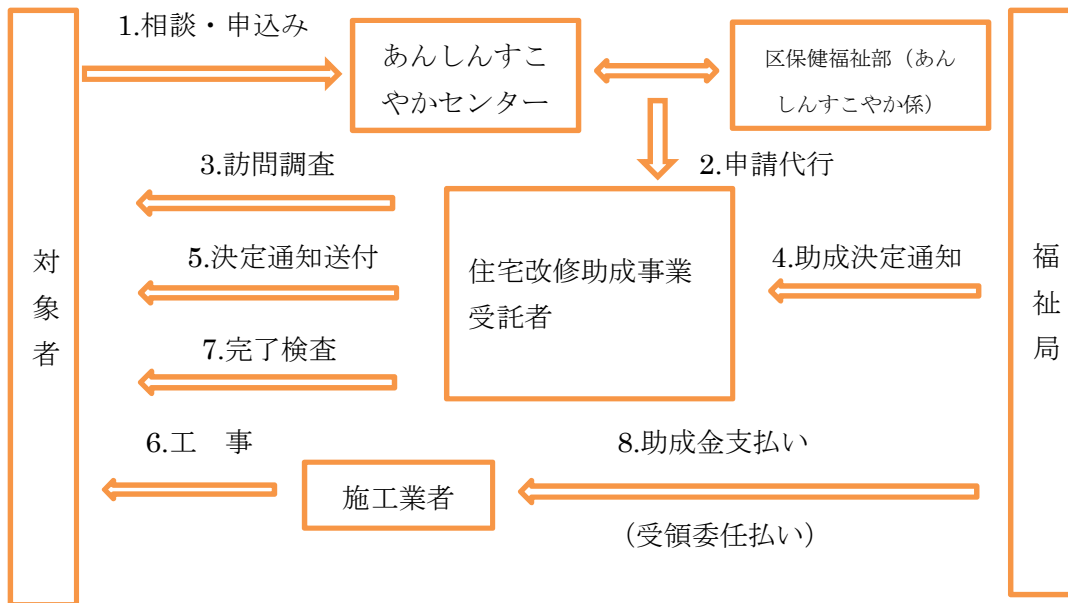 1.相談・申込み
あんしんすこ
やかセンター
区保健福祉部（あん
しんすこやか係）
2.申請代行
3.訪問調査
対象者
5.決定通知送付
住宅改修助成事業
受託者
4.助成決定通知
福祉局
7.完了検査
6.工　事
施工業者
8.助成金支払い
（受領委任払い）